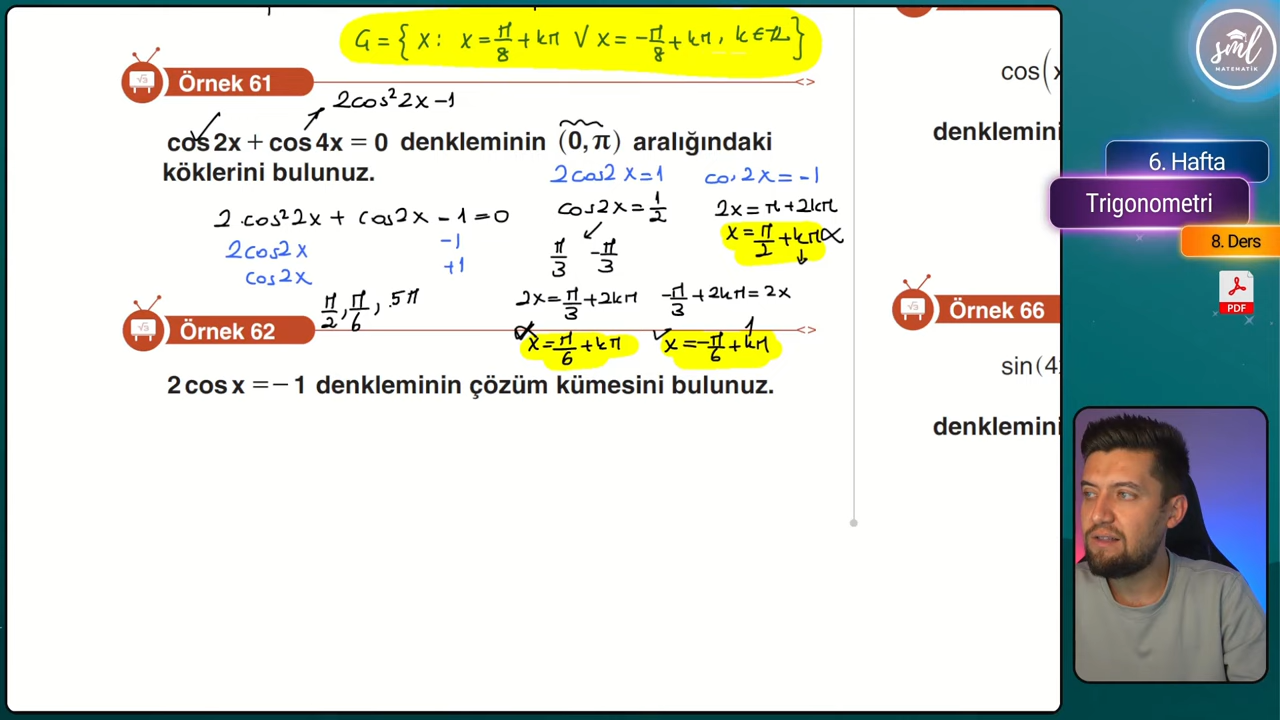 G = { x : x = π/8 + kπ ∨ x = -π/8 + kπ, k ∈ ℤ }
Örnek 61
2cos²2x - 1
cos 2x + cos 4x = 0 denkleminin (0, π) aralığındaki
köklerini bulunuz.
2cos2x = 1
cos2x = 1/2
π/3 -π/3
2x = π/3 + 2kπ
x = π/6 + kπ
-π/3 + 2kπ = 2x
x = -π/6 + kπ
cos2x = -1
2x = π + 2kπ
x = π/2 + kπ
2.cos²2x + cos2x - 1 = 0
2cos2x -1
cos2x +1
π/2, π/6, 5π
Örnek 62
2 cos x = - 1 denkleminin çözüm kümesini bulunuz.
cos(x
denklemini
Örnek 66
sin(4x
denklemini
sml
MATEMATİK
6. Hafta
Trigonometri
8. Ders
PDF